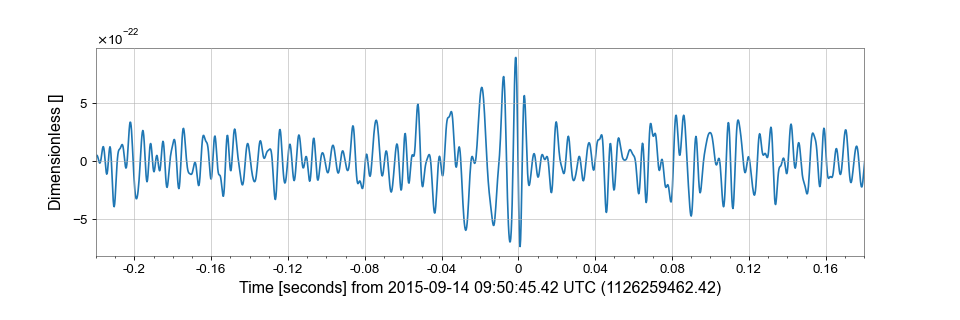 ×10−22
Dimensionless []
5
0
−5
-0.2 -0.16 -0.12 -0.08 -0.04 0 0.04 0.08 0.12 0.16
Time [seconds] from 2015-09-14 09:50:45.42 UTC (1126259462.42)